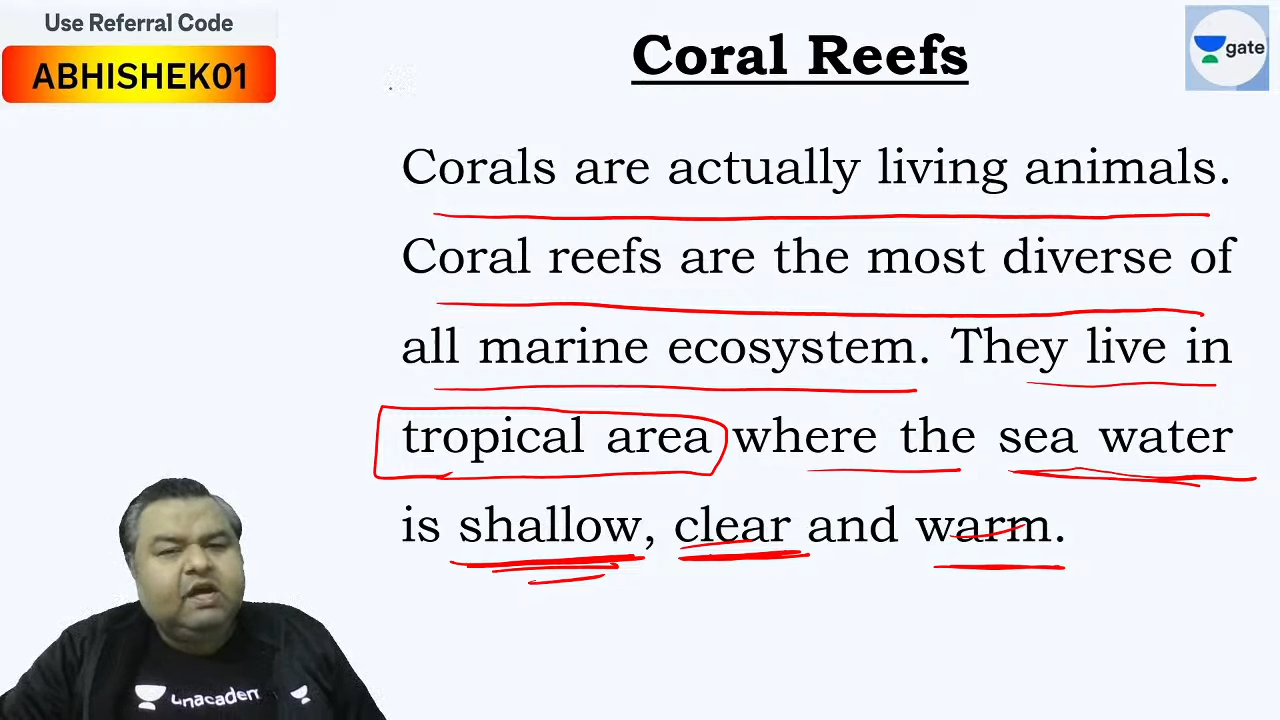 Use Referral Code
ABHISHEK01
Coral Reefs
gate
Corals are actually living animals.
Coral reefs are the most diverse of
all marine ecosystem. They live in
tropical area where the sea water
is shallow, clear and warm.
unacademy